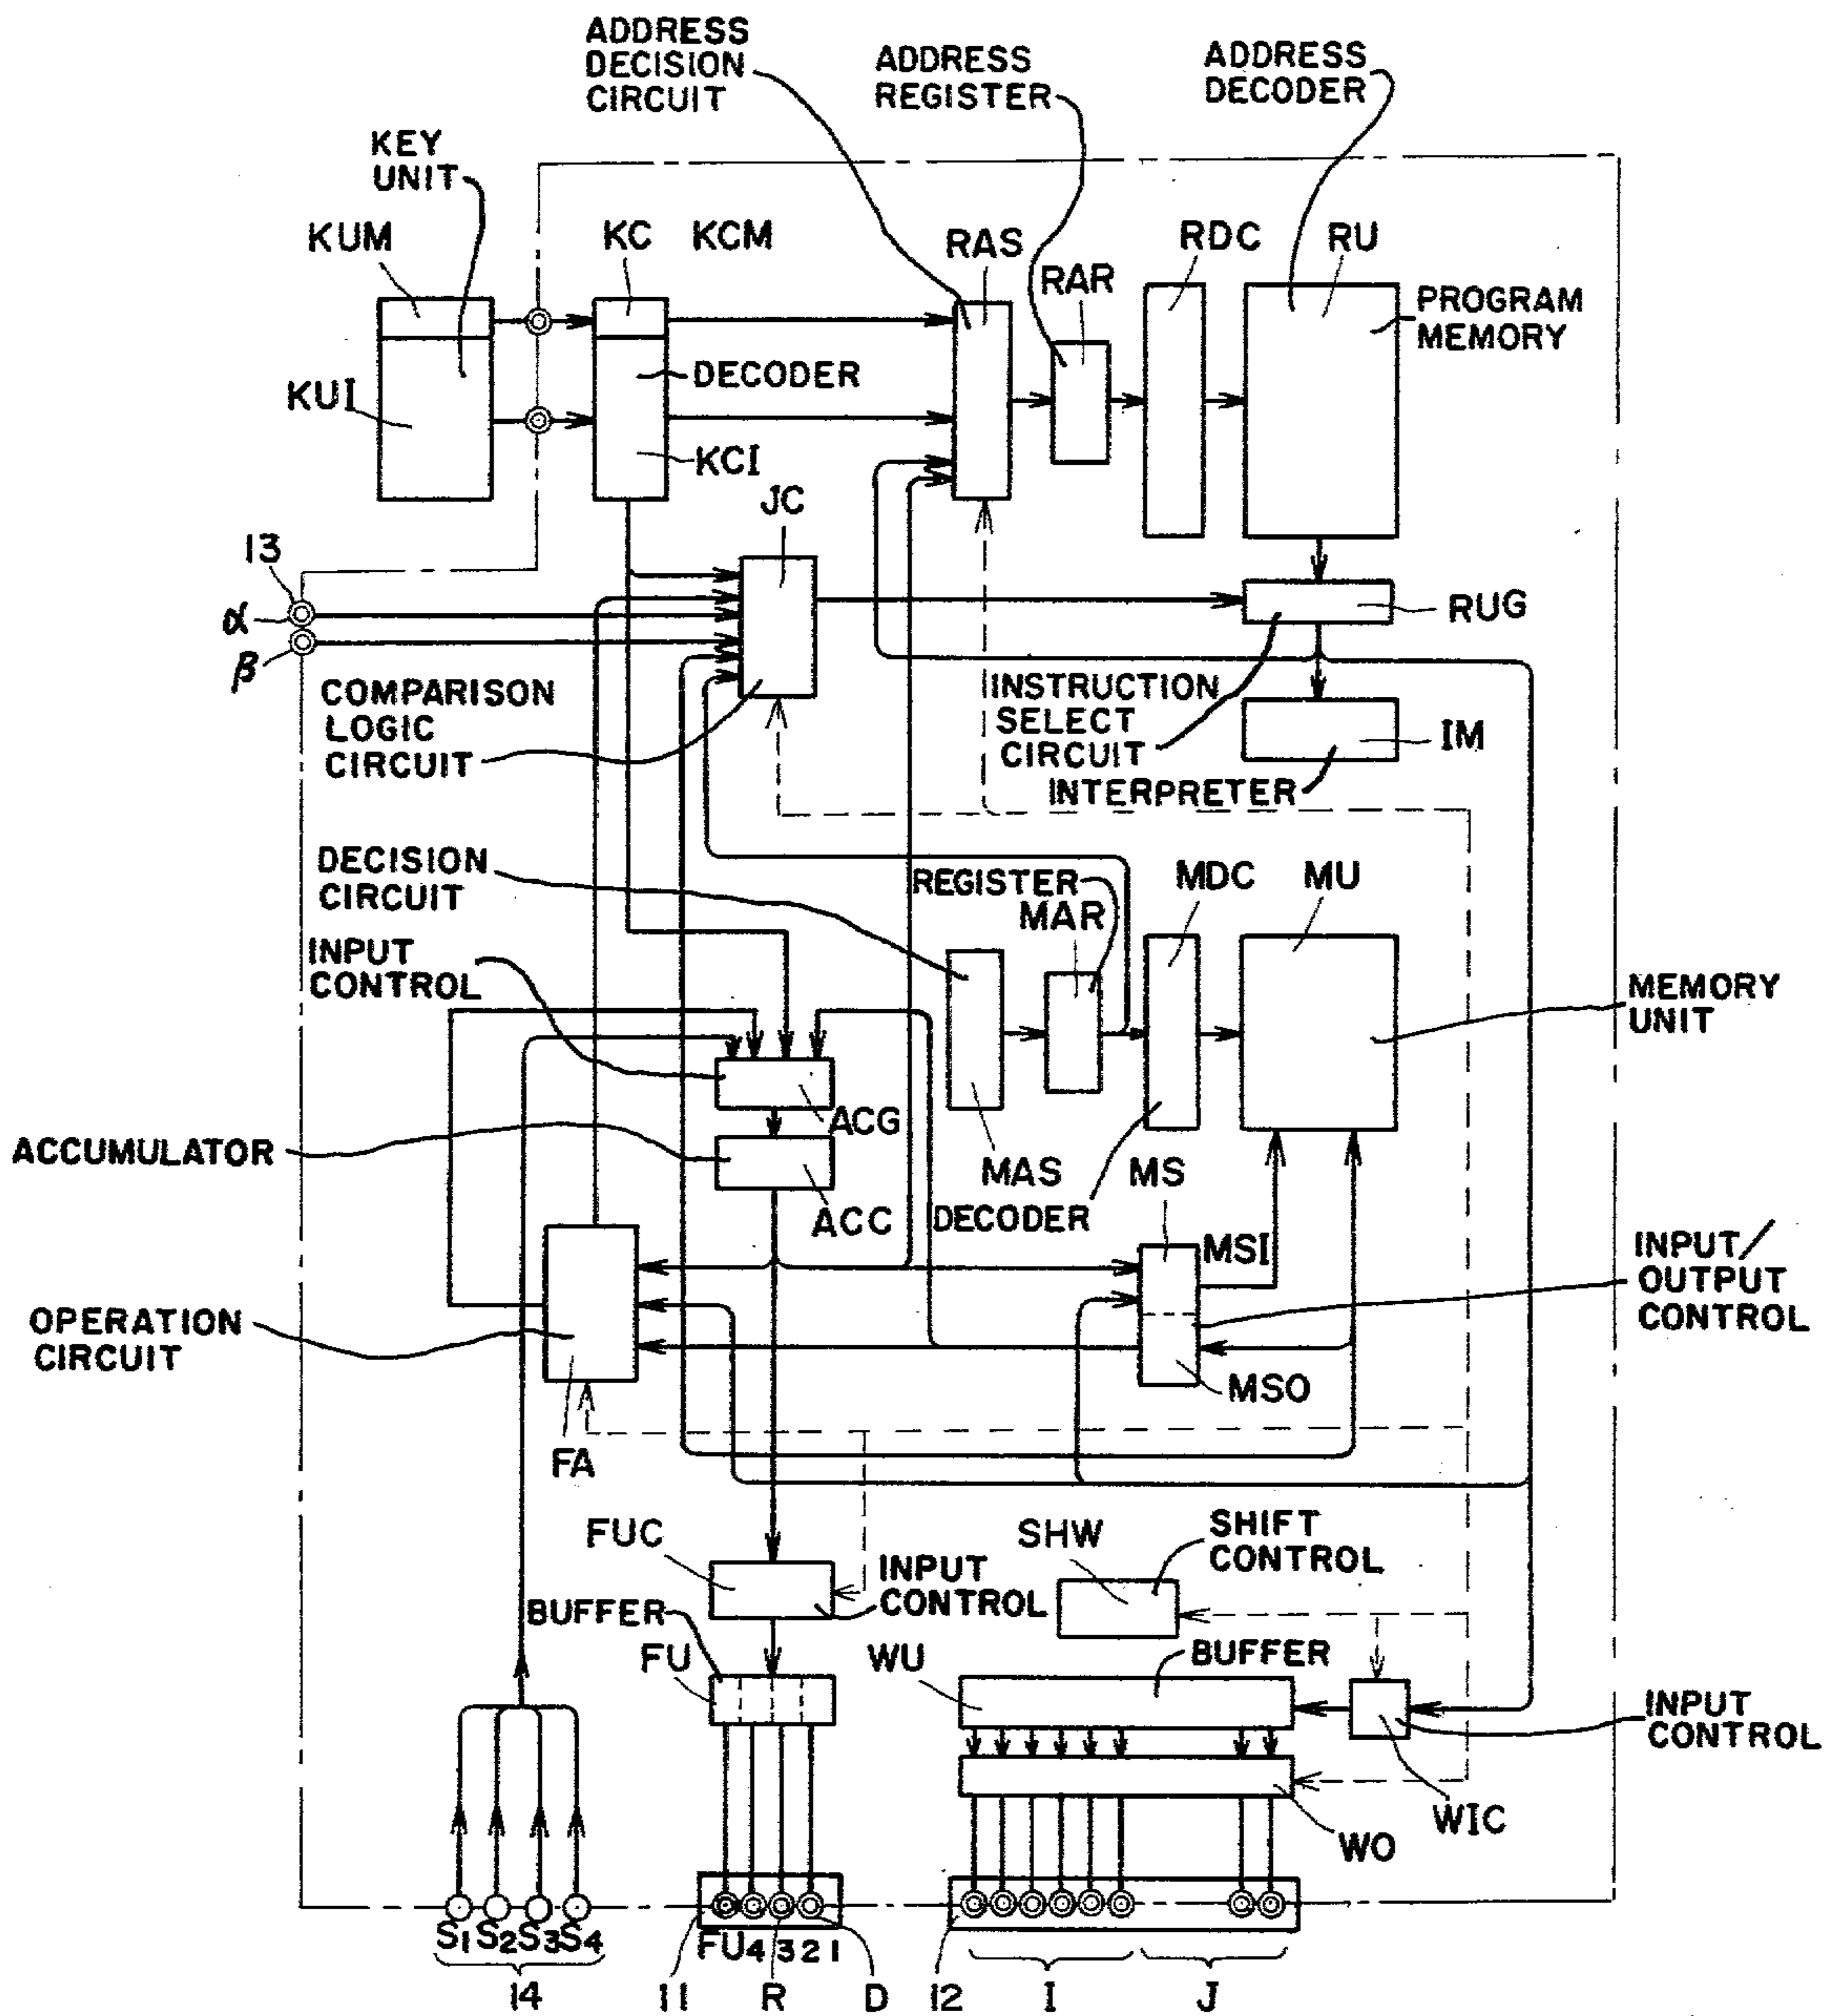 ADDRESS
DECISION
CIRCUIT
ADDRESS
REGISTER
ADDRESS
DECODER
KEY
UNIT
KUM
KC
KCM
RAS
RAR
RDC
RU
PROGRAM
MEMORY
KUI
DECODER
KCI
JC
13
α
β
RUG
COMPARISON
LOGIC
CIRCUIT
INSTRUCTION
SELECT
CIRCUIT
IM
INTERPRETER
DECISION
CIRCUIT
REGISTER
MAR
MDC
MU
INPUT
CONTROL
MEMORY
UNIT
ACG
ACCUMULATOR
MAS
MS
ACC
DECODER
MSI
INPUT/
OUTPUT
CONTROL
OPERATION
CIRCUIT
MSO
FA
FUC
INPUT
CONTROL
SHW
SHIFT
CONTROL
BUFFER
FU
WU
BUFFER
INPUT
CONTROL
WIC
WO
S1 S2 S3 S4
FU4 3 2 1
14
11
R
D
12
I
J